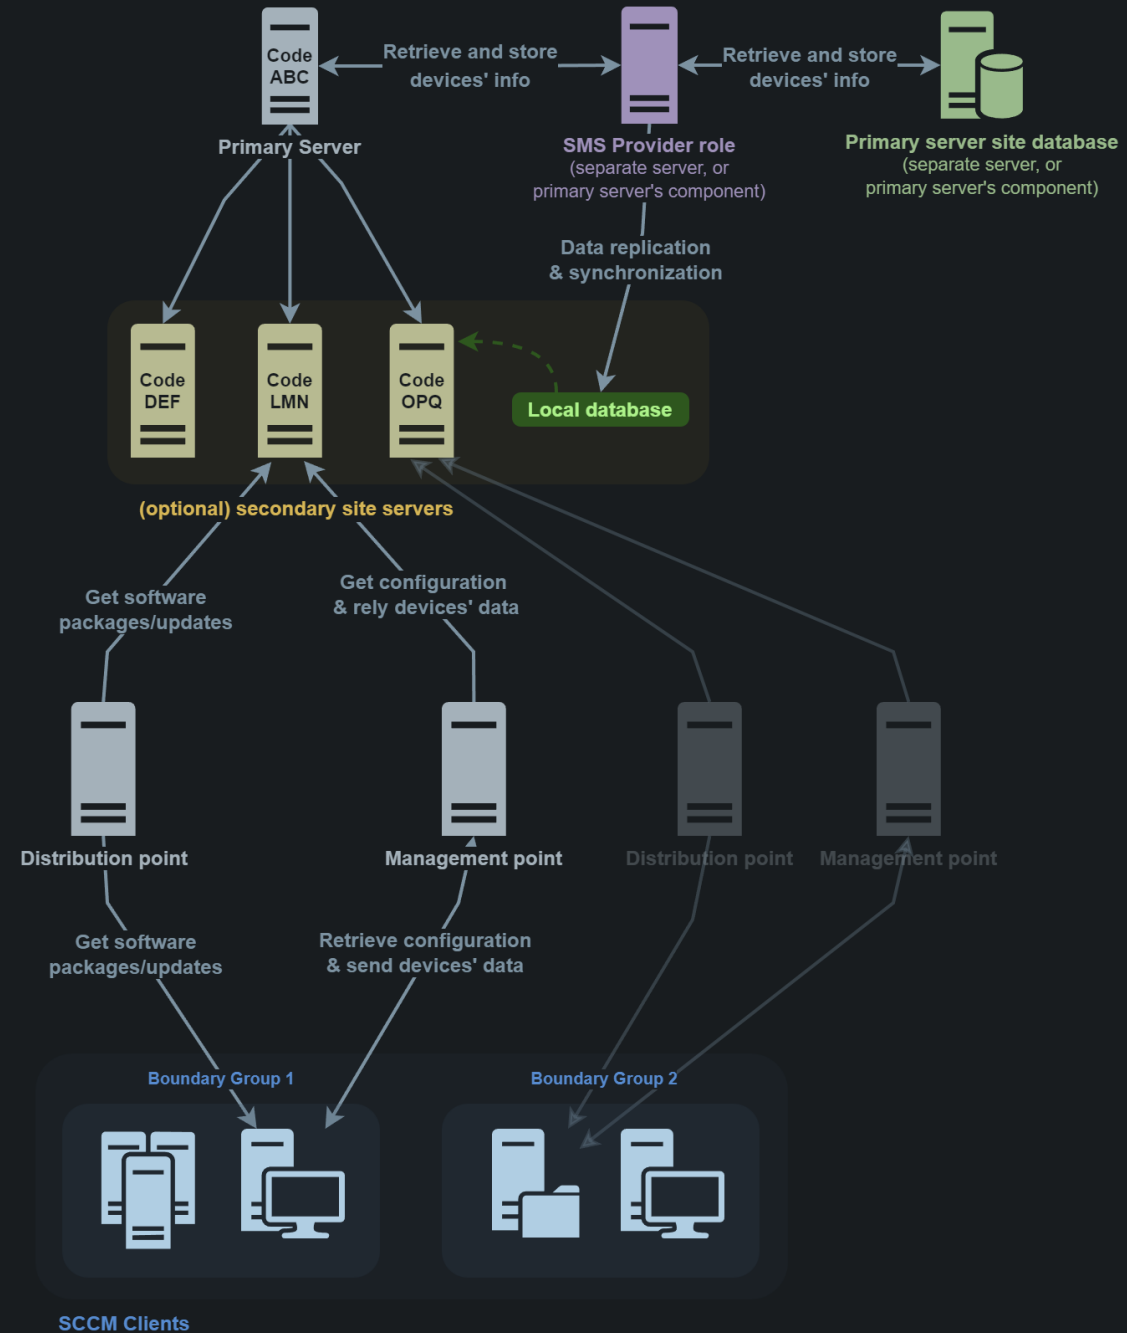 Code
ABC
Retrieve and store
devices' info
Retrieve and store
devices' info
Primary Server
SMS Provider role
(separate server, or
primary server's component)
Primary server site database
(separate server, or
primary server's component)
Data replication
& synchronization
Code
DEF
Code
LMN
Code
OPQ
Local database
(optional) secondary site servers
Get software
packages/updates
Get configuration
& rely devices' data
Distribution point
Management point
Distribution point
Management point
Get software
packages/updates
Retrieve configuration
& send devices' data
Boundary Group 1
Boundary Group 2
SCCM Clients